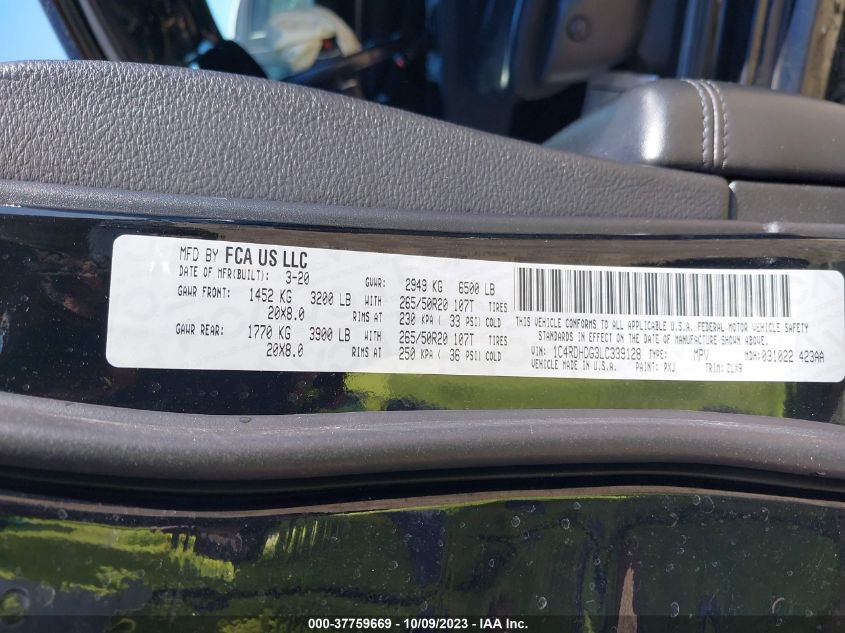 MFD BY FCA US LLC
DATE OF MFR(BUILT): 3-20 GVWR: 2949 KG 6500 LB
GAWR FRONT: 1452 KG 3200 LB WITH 265/50R20 107T TIRES
20X8.0 RIMS AT 230 KPA ( 33 PSI) COLD
GAWR REAR: 1770 KG 3900 LB WITH 265/50R20 107T TIRES
20X8.0 RIMS AT 250 KPA ( 36 PSI) COLD
THIS VEHICLE CONFORMS TO ALL APPLICABLE U.S.A. FEDERAL MOTOR VEHICLE SAFETY
STANDARDS IN EFFECT ON THE DATE OF MANUFACTURE SHOWN ABOVE.
VIN: 1C4RDHDG3LC339128 TYPE: MPV MDH: 031022 423AA
VEHICLE MADE IN U.S.A. PAINT: PXJ TRIM: DLX9
000-37759669 - 10/09/2023 - IAA Inc.